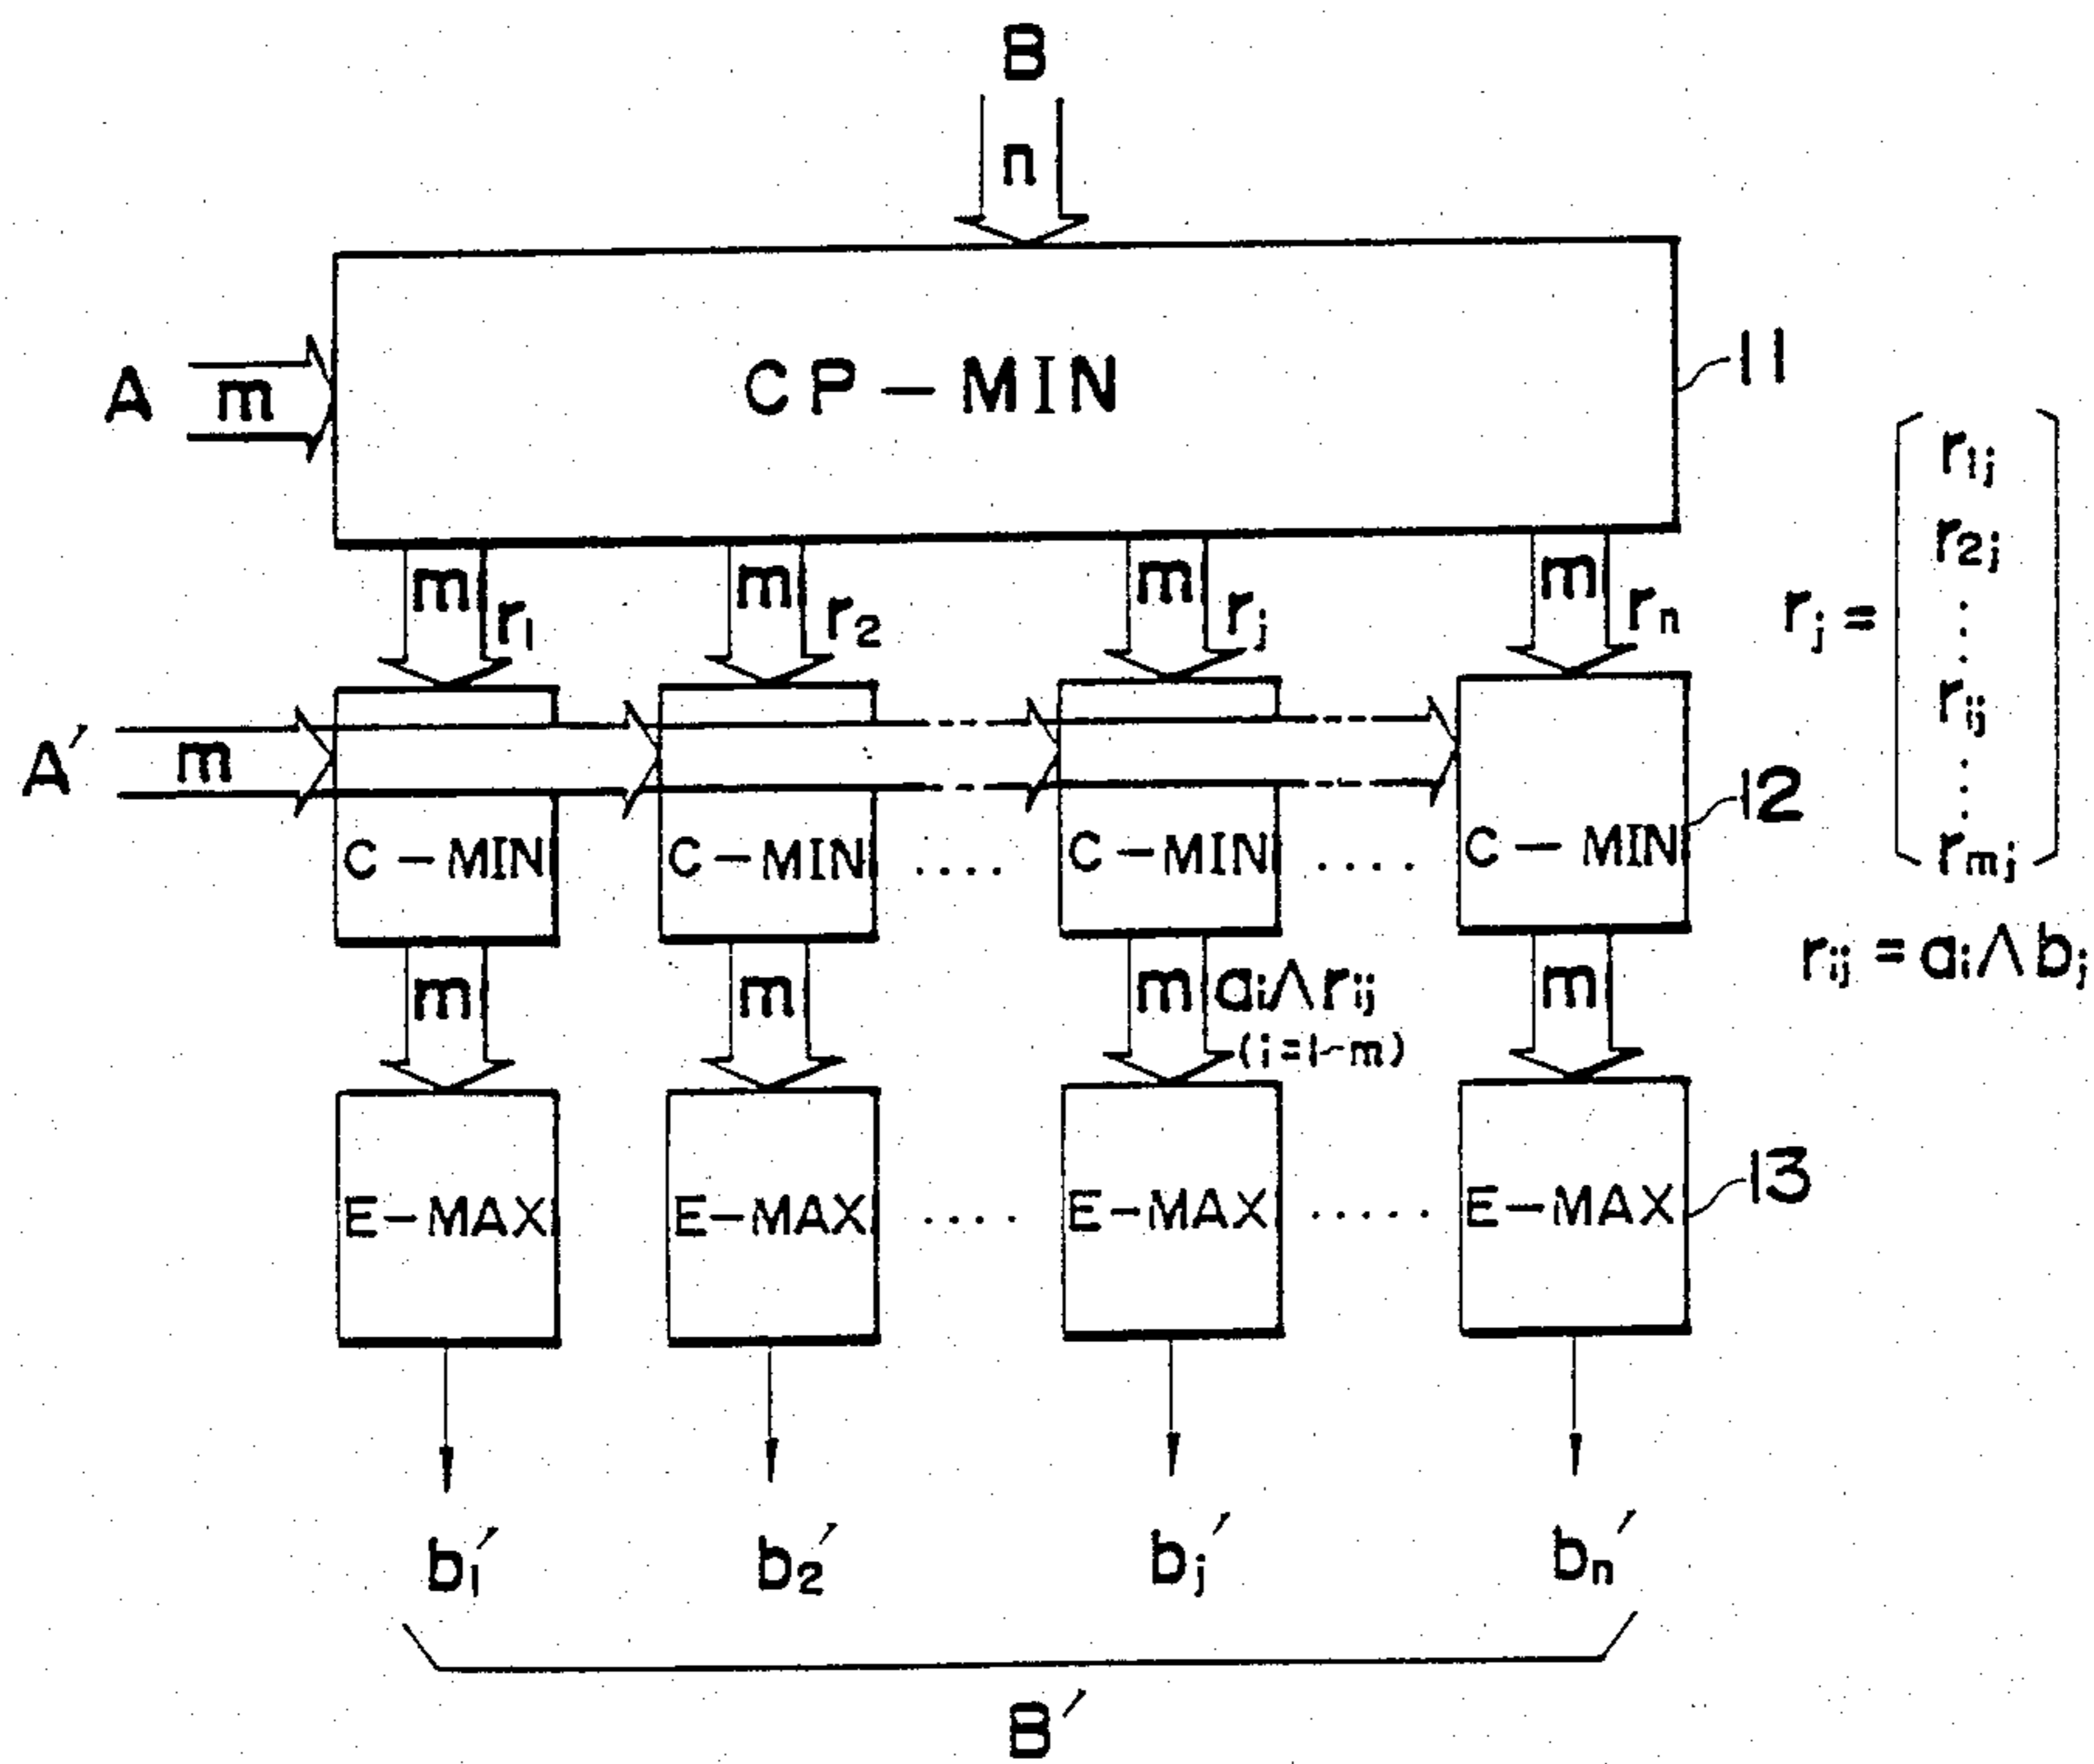 B
n
A m
CP-MIN
11
m r₁ m r₂ m rⱼ m rₙ
rⱼ =
r₁ⱼ
r₂ⱼ
⋮
rᵢⱼ
⋮
rₘⱼ
A′ m
C-MIN C-MIN .... C-MIN .... C-MIN
12
rᵢⱼ = aᵢ∧bⱼ
m m m aᵢ∧rᵢⱼ m
(i=1~m)
E-MAX E-MAX .... E-MAX ..... E-MAX
13
b₁′ b₂′ bⱼ′ bₙ′
B′